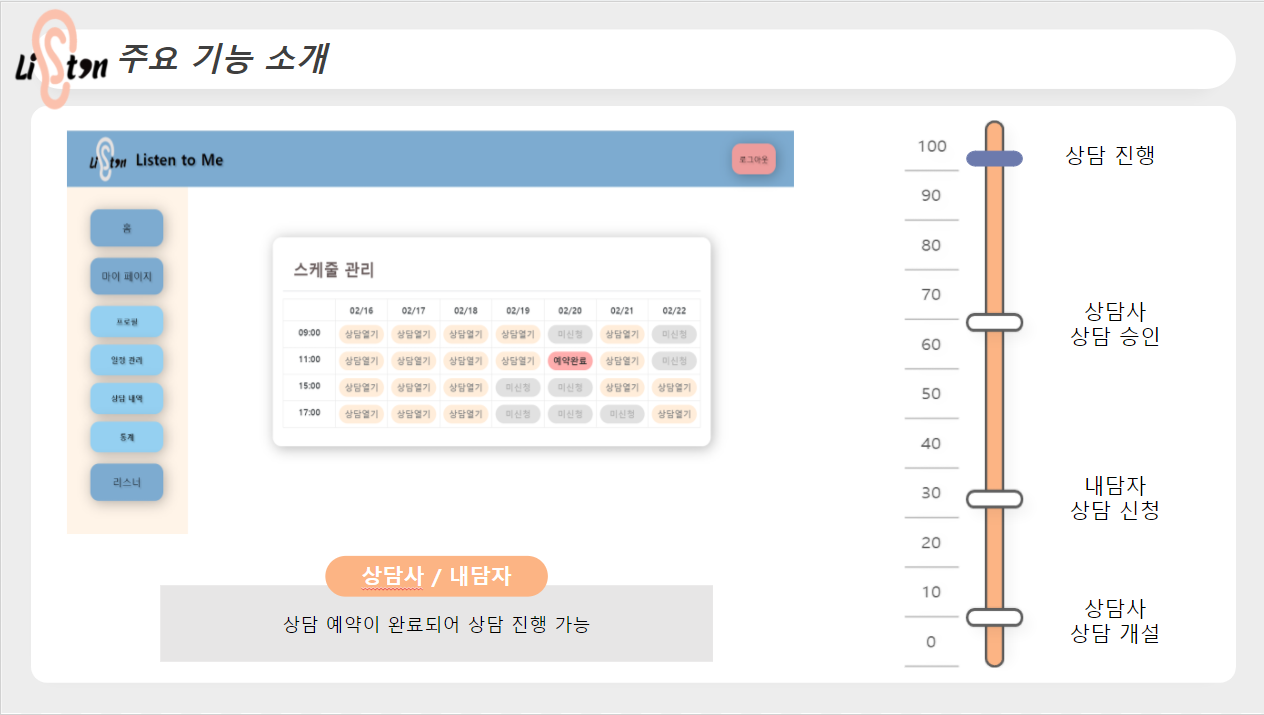 Liston 주요 기능 소개
Liston Listen to Me
로그아웃
홈
마이 페이지
프로필
일정 관리
상담 내역
통계
리스너
스케줄 관리
02/16 02/17 02/18 02/19 02/20 02/21 02/22
09:00 상담열기 상담열기 상담열기 상담열기 미신청 상담열기 미신청
11:00 상담열기 상담열기 상담열기 상담열기 예약완료 상담열기 미신청
15:00 상담열기 상담열기 상담열기 미신청 미신청 상담열기 상담열기
17:00 상담열기 상담열기 상담열기 미신청 미신청 미신청 상담열기
상담사 / 내담자
상담 예약이 완료되어 상담 진행 가능
100
90
80
70
60
50
40
30
20
10
0
상담 진행
상담사
상담 승인
내담자
상담 신청
상담사
상담 개설